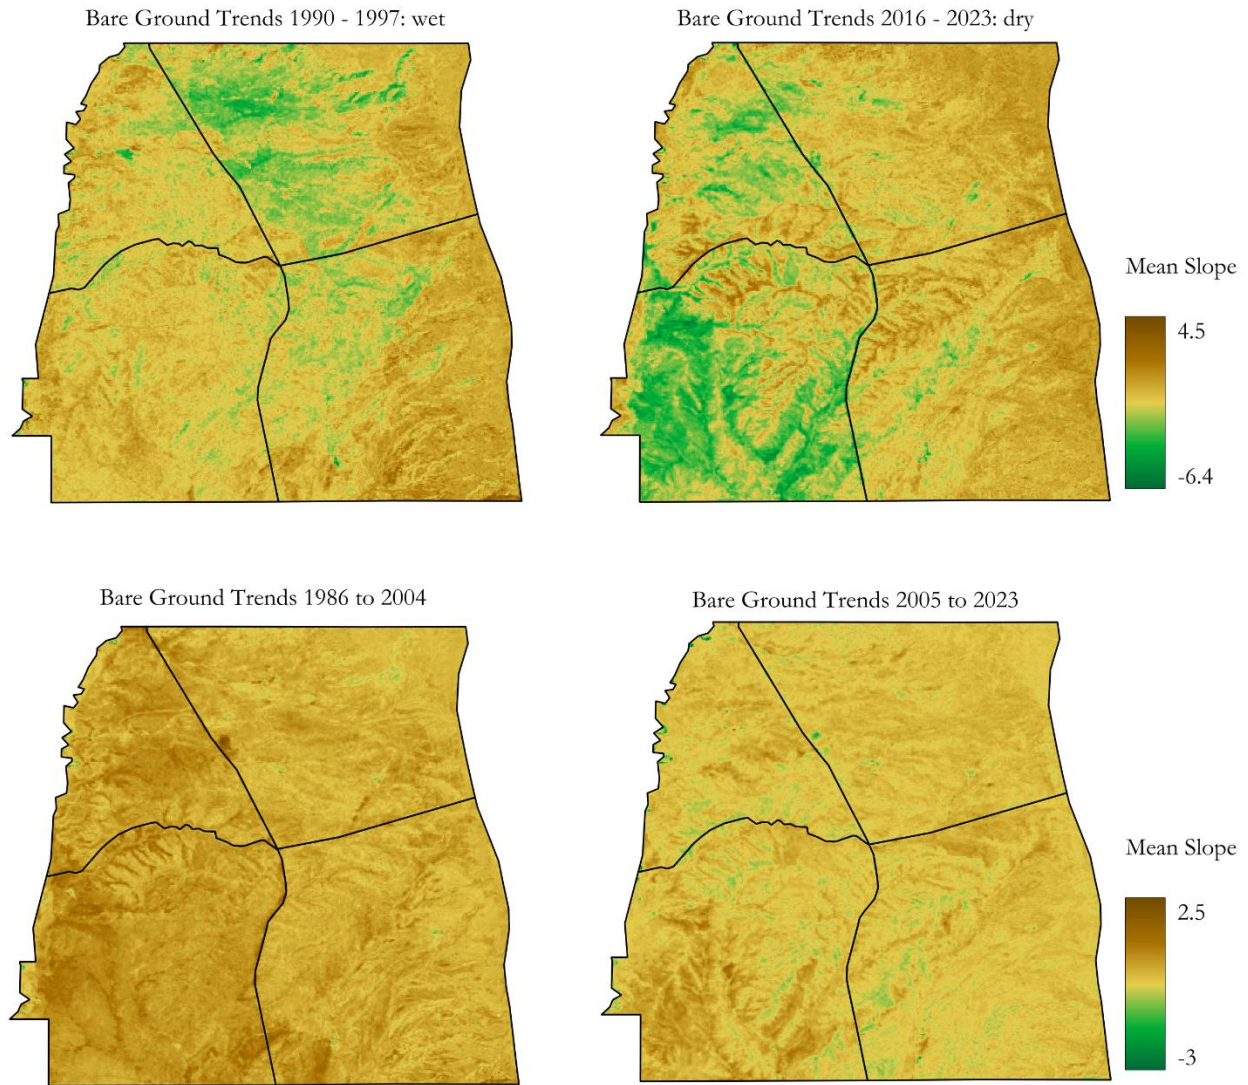 Bare Ground Trends 1990 - 1997: wet
Bare Ground Trends 2016 - 2023: dry
Mean Slope
4.5
-6.4
Bare Ground Trends 1986 to 2004
Bare Ground Trends 2005 to 2023
Mean Slope
2.5
-3